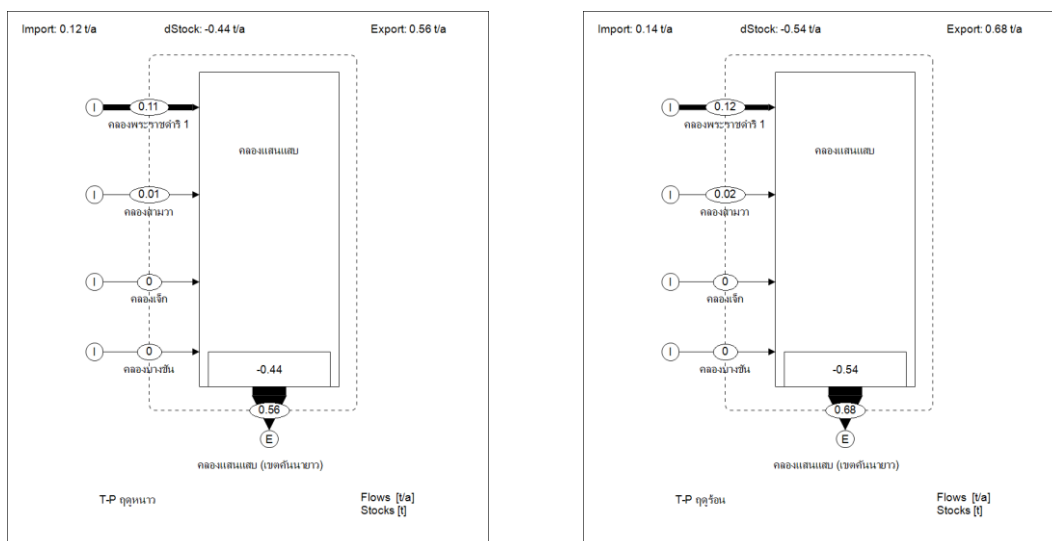 Import: 0.12 t/a dStock: -0.44 t/a Export: 0.56 t/a
I 0.11
คลองพระราชดำริ 1
คลองแสนแสบ
I 0.01
คลองสามวา
I 0
คลองเจ็ก
I 0
คลองบางชัน
-0.44
0.56
E
คลองแสนแสบ (เขตคันนายาว)
T-P ฤดูหนาว
Flows [t/a]
Stocks [t]
Import: 0.14 t/a dStock: -0.54 t/a Export: 0.68 t/a
I 0.12
คลองพระราชดำริ 1
คลองแสนแสบ
I 0.02
คลองสามวา
I 0
คลองเจ็ก
I 0
คลองบางชัน
-0.54
0.68
E
คลองแสนแสบ (เขตคันนายาว)
T-P ฤดูร้อน
Flows [t/a]
Stocks [t]